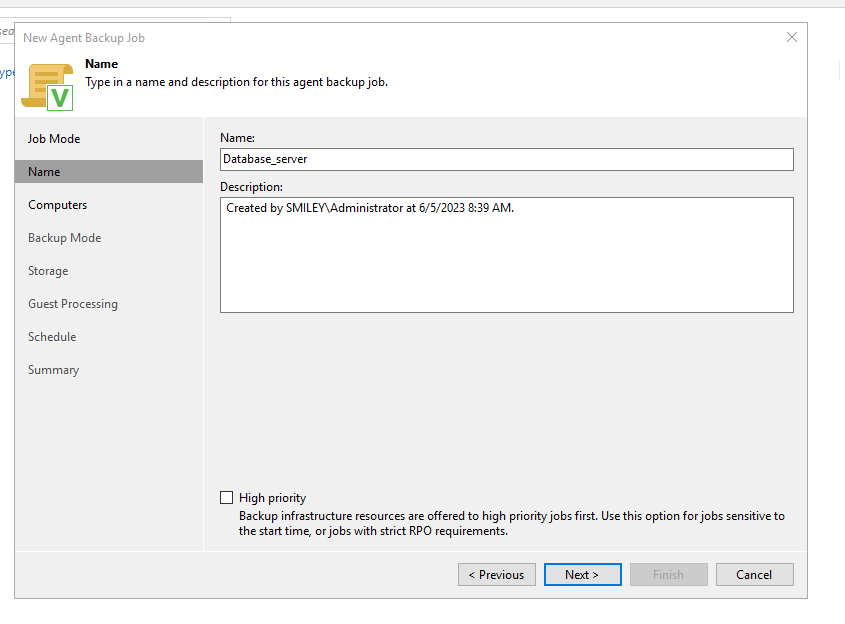 New Agent Backup Job
Name
Type in a name and description for this agent backup job.
V
Job Mode
Name
Computers
Backup Mode
Storage
Guest Processing
Schedule
Summary
Name:
Database_server
Description:
Created by SMILEY\Administrator at 6/5/2023 8:39 AM.
High priority
Backup infrastructure resources are offered to high priority jobs first. Use this option for jobs sensitive to
the start time, or jobs with strict RPO requirements.
< Previous
Next >
Finish
Cancel